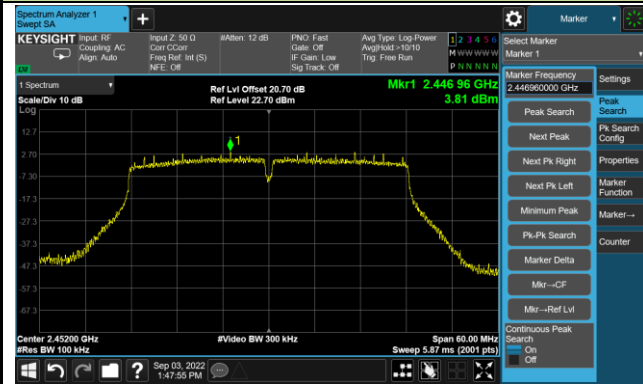 Spectrum Analyzer 1
Swept SA
Marker
KEYSIGHT
Input: RF
Coupling: AC
Align: Auto
Input Z: 50 Ω
Corr CCorr
Freq Ref: Int (S)
NFE: Off
#Atten: 12 dB
PNO: Fast
Gate: Off
IF Gain: Low
Sig Track: Off
Avg Type: Log-Power
Avg|Hold:>10/10
Trig: Free Run
1 2 3 4 5 6
M W W W W W
P N N N N N
Select Marker
Marker 1
LXI
1 Spectrum
Scale/Div 10 dB
Log
Ref Lvl Offset 20.70 dB
Ref Level 22.70 dBm
Mkr1 2.446 96 GHz
3.81 dBm
12.7
2.70
-7.30
-17.3
-27.3
-37.3
-47.3
-57.3
-67.3
1
Center 2.45200 GHz
#Res BW 100 kHz
#Video BW 300 kHz
Span 60.00 MHz
Sweep 5.87 ms (2001 pts)
Marker Frequency
2.446960000 GHz
Peak Search
Next Peak
Next Pk Right
Next Pk Left
Minimum Peak
Pk-Pk Search
Marker Delta
Mkr→CF
Mkr→Ref Lvl
Continuous Peak
Search
On
Off
Settings
Peak
Search
Pk Search
Config
Properties
Marker
Function
Marker→
Counter
Sep 03, 2022
1:47:55 PM